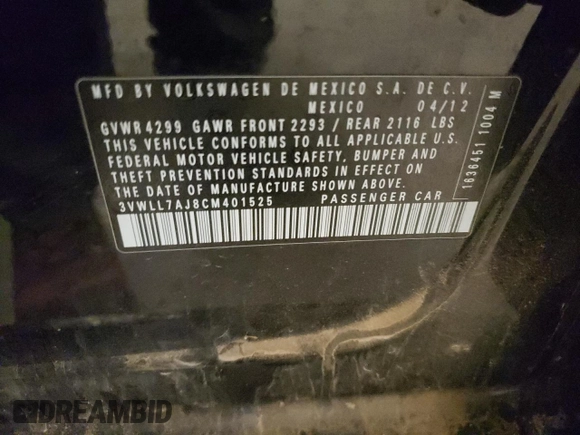 MFD BY VOLKSWAGEN DE MEXICO S.A. DE C.V.
MEXICO 04/12
GVWR 4299 GAWR FRONT 2293 / REAR 2116 LBS
THIS VEHICLE CONFORMS TO ALL APPLICABLE U.S.
FEDERAL MOTOR VEHICLE SAFETY, BUMPER AND
THEFT PREVENTION STANDARDS IN EFFECT ON
THE DATE OF MANUFACTURE SHOWN ABOVE.
3VWLL7AJ8CM401525 PASSENGER CAR
1636451 1004 M
DREAMBID